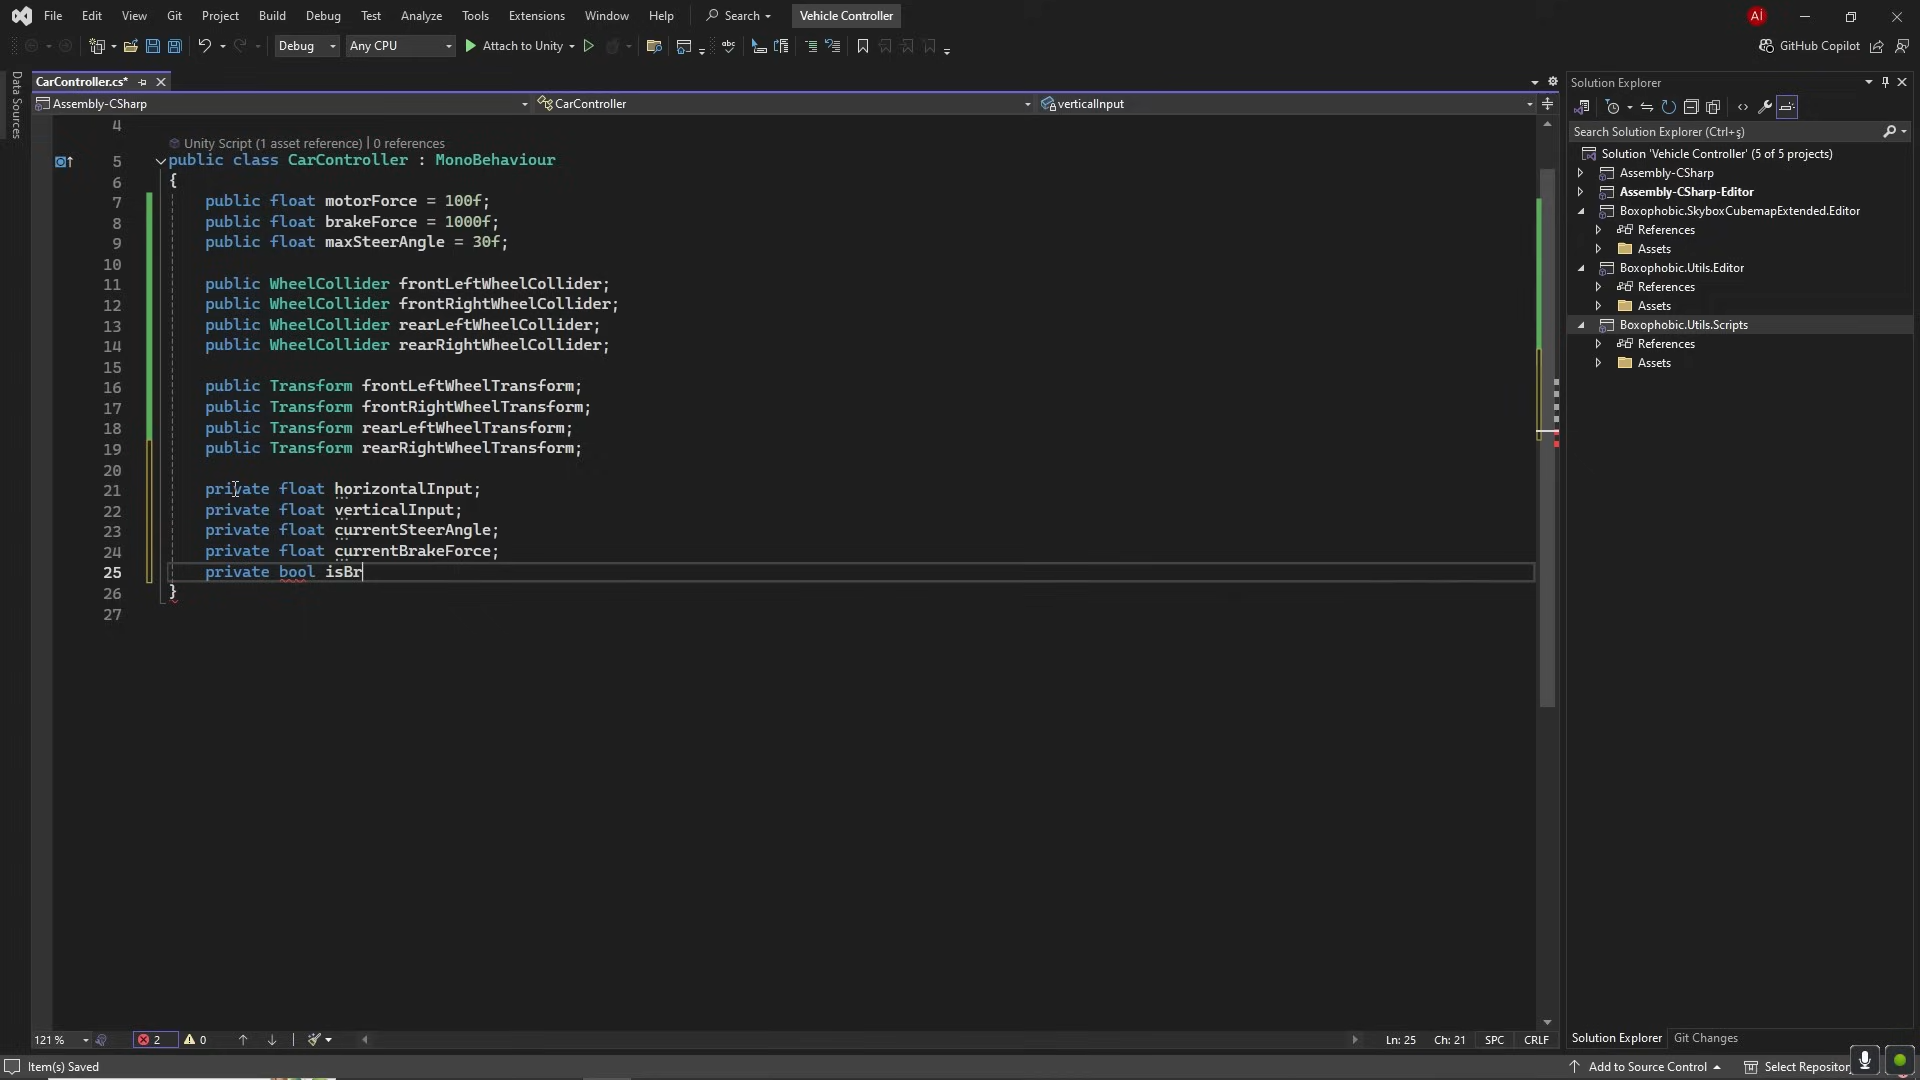 File Edit View Git Project Build Debug Test Analyze Tools Extensions Window Help Search Vehicle Controller AI
Debug Any CPU Attach to Unity GitHub Copilot
Data Sources
CarController.cs*
Assembly-CSharp CarController verticalInput
4
Unity Script (1 asset reference) | 0 references
5 public class CarController : MonoBehaviour
6 {
7 public float motorForce = 100f;
8 public float brakeForce = 1000f;
9 public float maxSteerAngle = 30f;
10
11 public WheelCollider frontLeftWheelCollider;
12 public WheelCollider frontRightWheelCollider;
13 public WheelCollider rearLeftWheelCollider;
14 public WheelCollider rearRightWheelCollider;
15
16 public Transform frontLeftWheelTransform;
17 public Transform frontRightWheelTransform;
18 public Transform rearLeftWheelTransform;
19 public Transform rearRightWheelTransform;
20
21 private float horizontalInput;
22 private float verticalInput;
23 private float currentSteerAngle;
24 private float currentBrakeForce;
25 private bool isBr
26 }
27
Solution Explorer
Search Solution Explorer (Ctrl+ş)
Solution 'Vehicle Controller' (5 of 5 projects)
Assembly-CSharp
Assembly-CSharp-Editor
Boxophobic.SkyboxCubemapExtended.Editor
References
Assets
Boxophobic.Utils.Editor
References
Assets
Boxophobic.Utils.Scripts
References
Assets
121 % 2 0 Ln: 25 Ch: 21 SPC CRLF
Solution Explorer Git Changes
Item(s) Saved Add to Source Control Select Repository